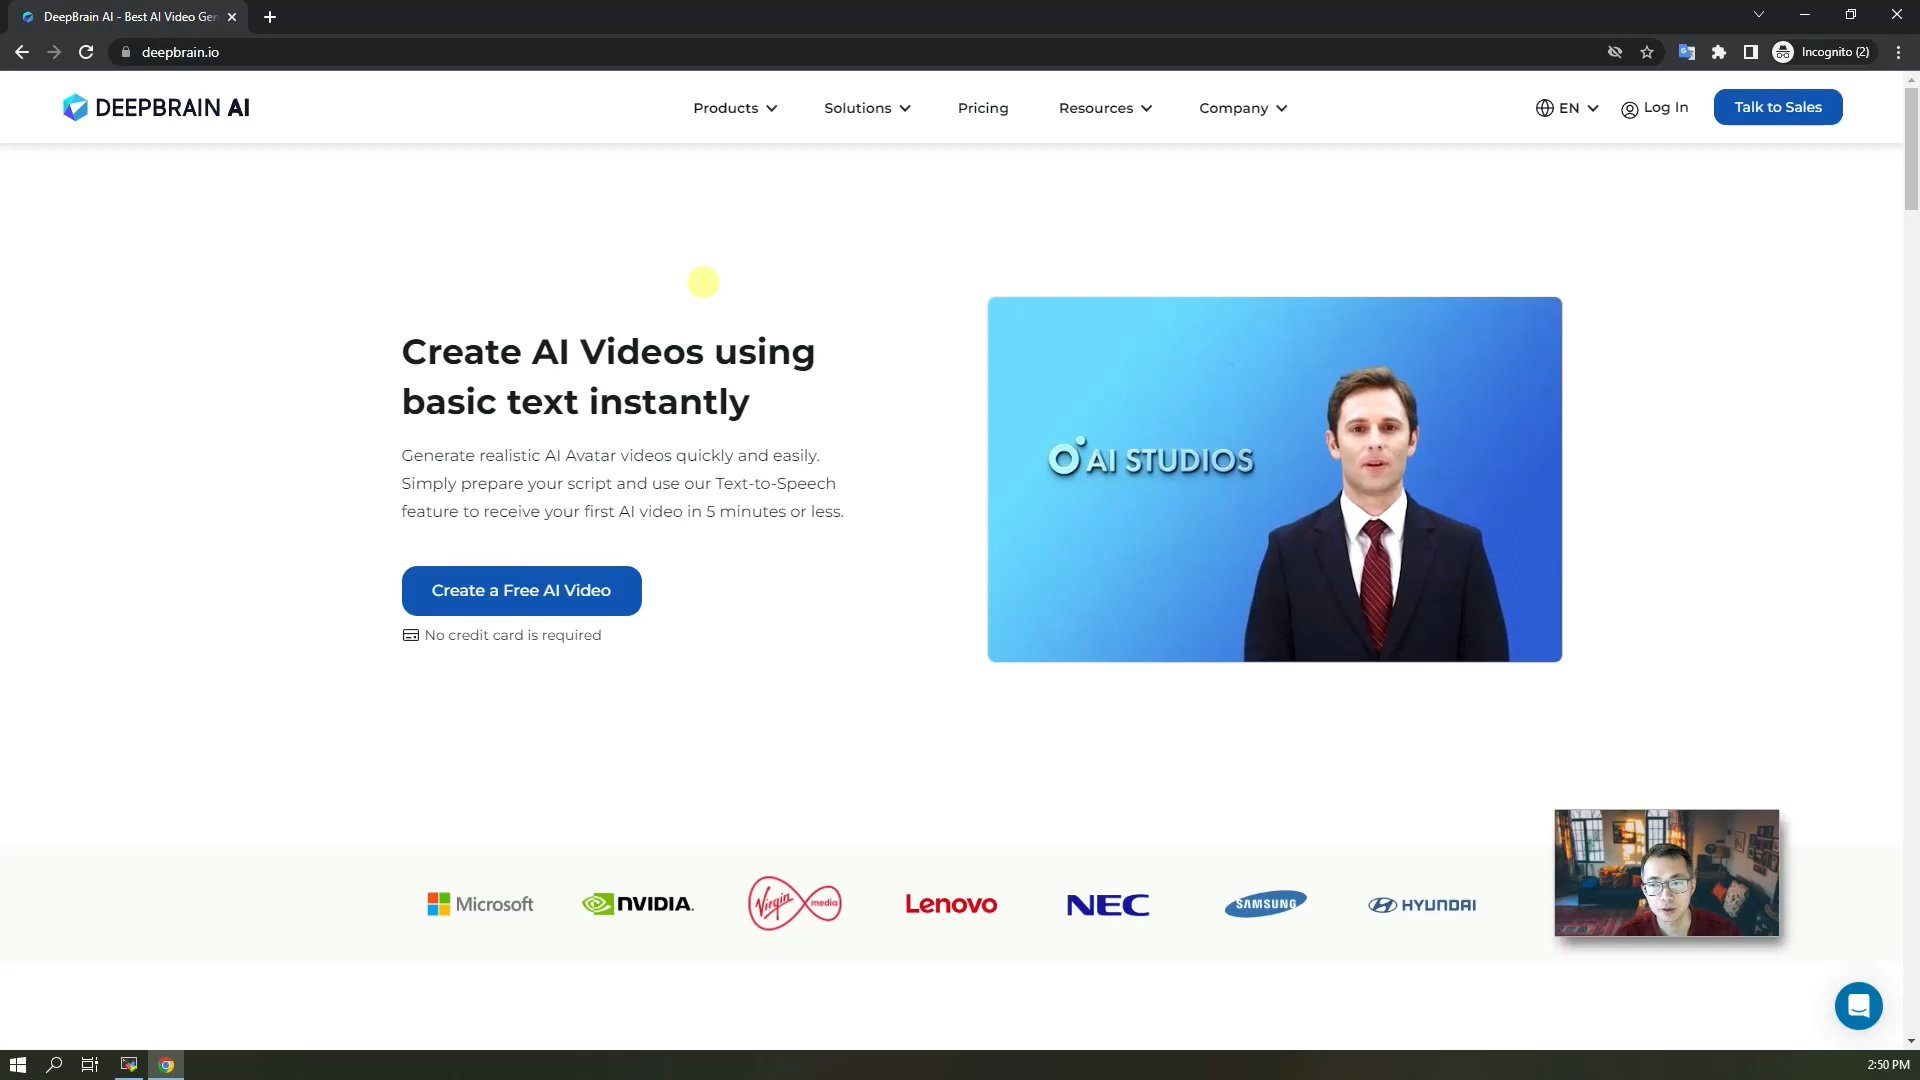 DeepBrain AI - Best AI Video Gen
deepbrain.io
Incognito (2)
DEEPBRAIN AI
Products
Solutions
Pricing
Resources
Company
EN
Log In
Talk to Sales
Create AI Videos using
basic text instantly
Generate realistic AI Avatar videos quickly and easily.
Simply prepare your script and use our Text-to-Speech
feature to receive your first AI video in 5 minutes or less.
Create a Free AI Video
No credit card is required
AI STUDIOS
Microsoft
NVIDIA.
Virgin media
Lenovo
NEC
SAMSUNG
HYUNDAI
2:50 PM